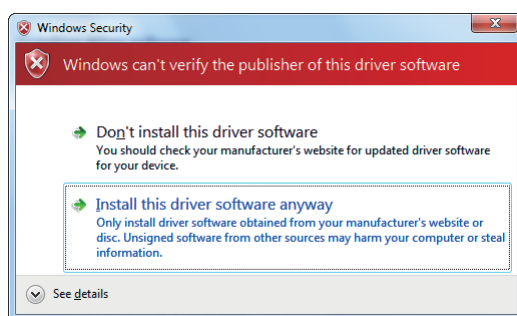 Windows Security
Windows can't verify the publisher of this driver software
Don't install this driver software
You should check your manufacturer's website for updated driver software
for your device.
Install this driver software anyway
Only install driver software obtained from your manufacturer's website or
disc. Unsigned software from other sources may harm your computer or steal
information.
See details